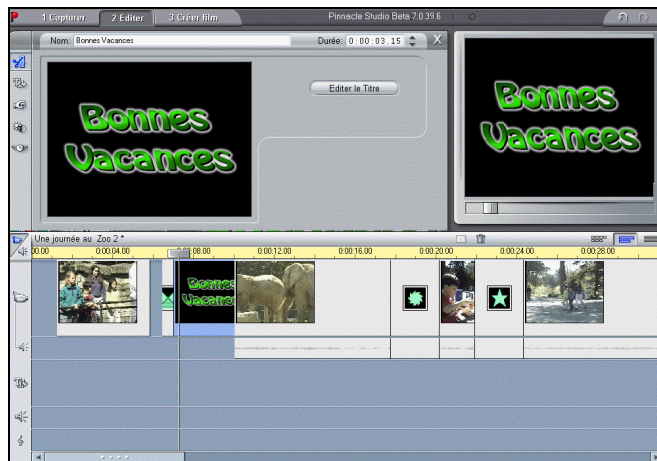 1 Capturer 2 Editer 3 Créer film Pinnacle Studio Beta 7.0.39.6
Nom: Bonnes Vacances Durée: 0:00:03.15 X
Editer le Titre
Bonnes
Vacances
Bonnes
Vacances
Une journée au Zoo 2 *
00.00 0:00:04.00 0:00:08.00 0:00:12.00 0:00:16.00 0:00:20.00 0:00:24.00 0:00:28.00
Bonnes
Vacances